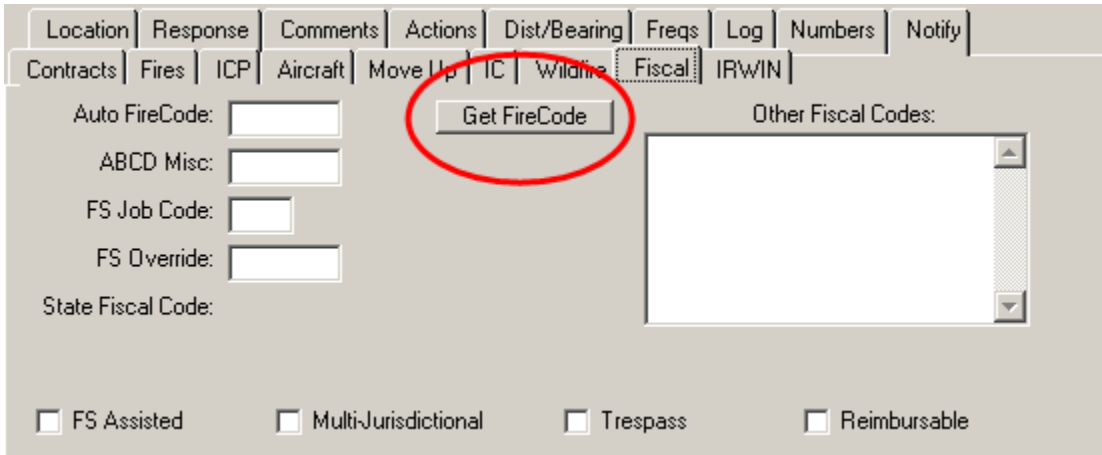 Location Response Comments Actions Dist/Bearing Freqs Log Numbers Notify
Contracts Fires ICP Aircraft Move Up IC Wildfire Fiscal IRWIN
Auto FireCode: Get FireCode Other Fiscal Codes:
ABCD Misc:
FS Job Code:
FS Override:
State Fiscal Code:
FS Assisted Multi-Jurisdictional Trespass Reimbursable